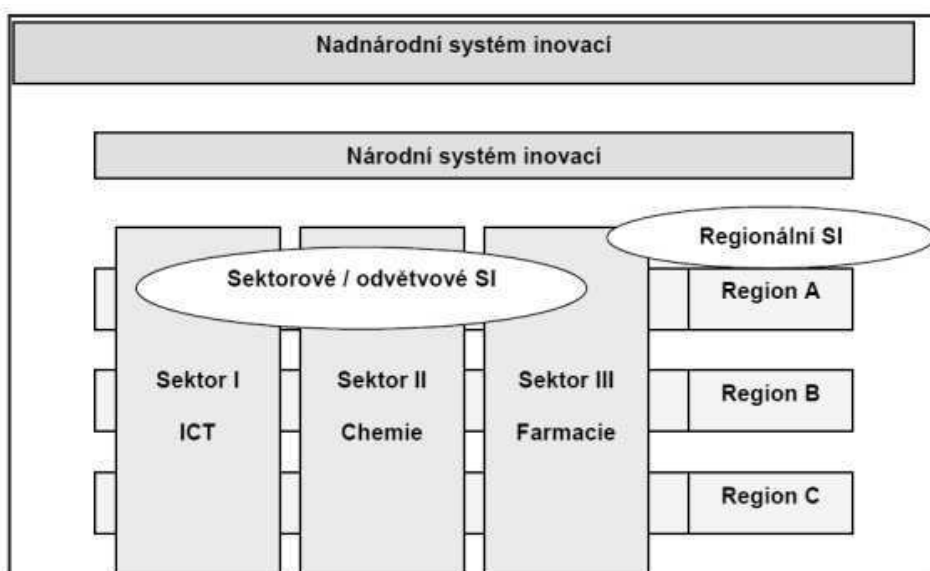 Nadnárodní systém inovací
Národní systém inovací
Regionální SI
Sektorové / odvětvové SI
Region A
Sektor I
ICT
Sektor II
Chemie
Sektor III
Farmacie
Region B
Region C